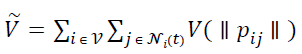 Ṽ = ∑_{i ∈ 𝒱} ∑_{j ∈ 𝒩_i(t)} V( ∥ p_{ij} ∥ )